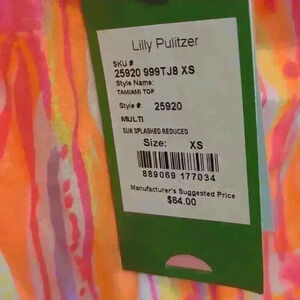 Lilly Pulitzer
SKU #
25920 999TJ8 XS
Style Name:
TAMIAMI TOP
Style #: 25920
MULTI
SUN SPLASHED REDUCED
Size: XS
889069 177034
Manufacturer's Suggested Price
$64.00